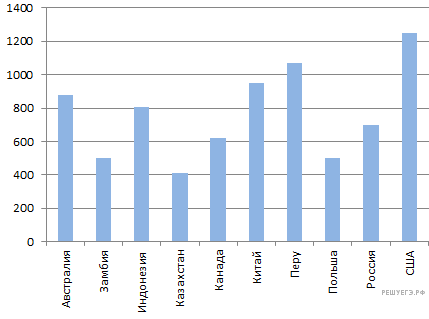 1400
1200
1000
800
600
400
200
0
Австралия
Замбия
Индонезия
Казахстан
Канада
Китай
Перу
Польша
Россия
США
РЕШУЕГЭ.РФ